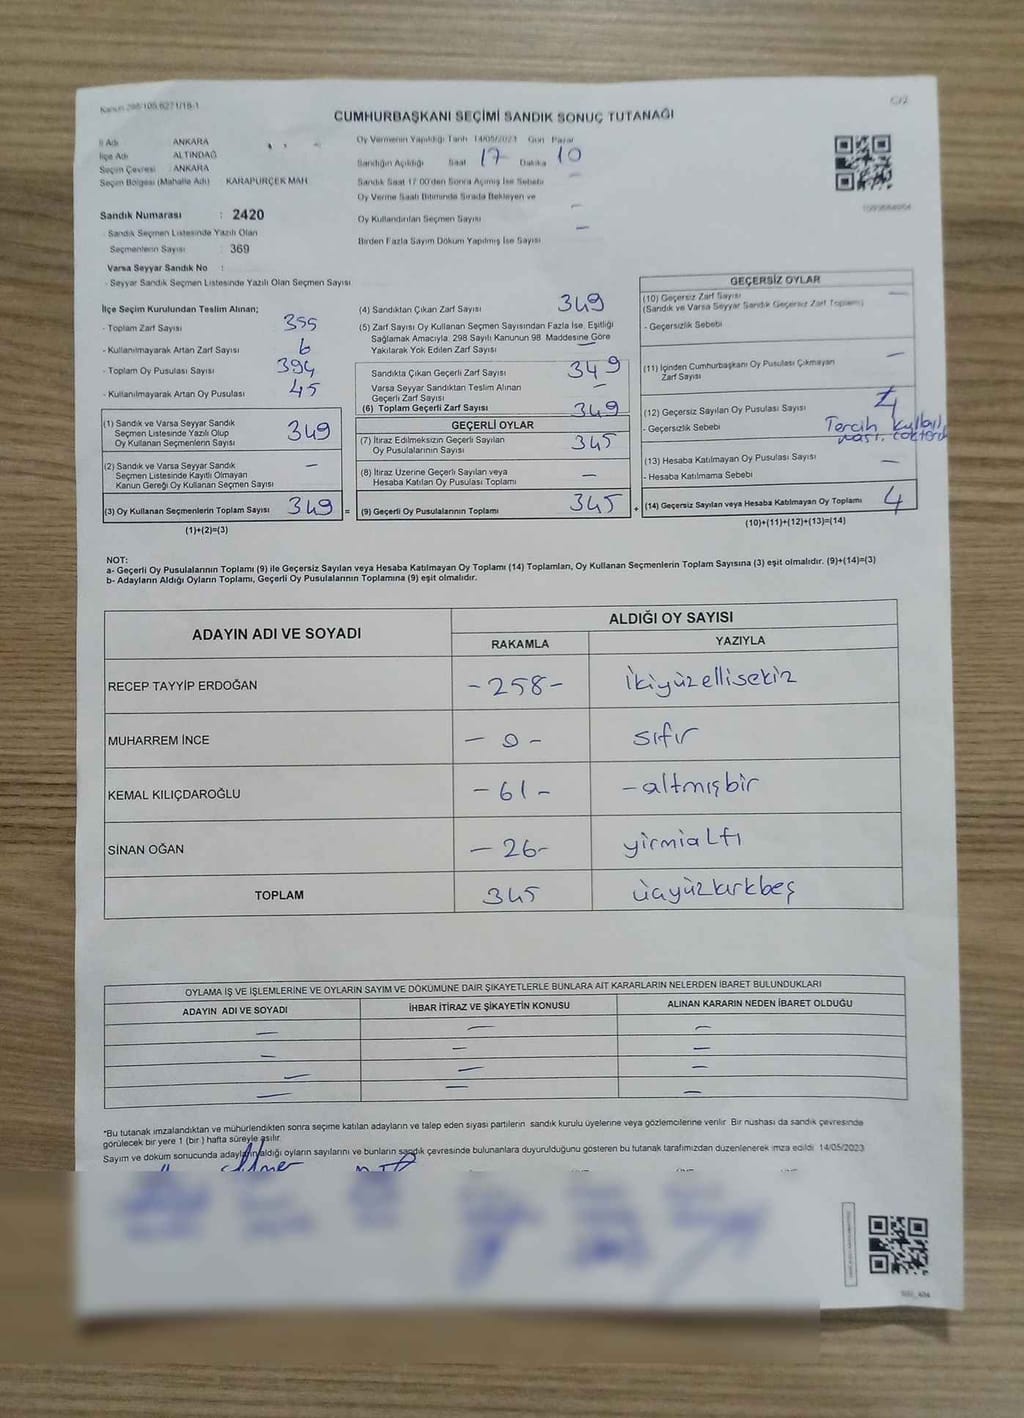 Kanun 298/105,6271/18-1
C/2
CUMHURBAŞKANI SEÇİMİ SANDIK SONUÇ TUTANAĞI
İl Adı ANKARA
İlçe Adı ALTINDAĞ
Seçim Çevresi : ANKARA
Seçim Bölgesi (Mahalle Adı) KARAPÜRÇEK MAH
Sandık Numarası : 2420
- Sandık Seçmen Listesinde Yazılı Olan
Seçmenlerin Sayısı : 369
Varsa Seyyar Sandık No :
- Seyyar Sandık Seçmen Listesinde Yazılı Olan Seçmen Sayısı
Oy Vermenin Yapıldığı Tarih 14/05/2023 Gün Pazar
Sandığın Açıldığı Saat 17 Dakika 10
Sandık Saat 17:00'den Sonra Açılmış İse Sebebi –
Oy Verme Saati Bitiminde Sırada Bekleyen ve
Oy Kullandırılan Seçmen Sayısı –
Birden Fazla Sayım Döküm Yapılmış İse Sayısı –
İlçe Seçim Kurulundan Teslim Alınan;
- Toplam Zarf Sayısı 355
- Kullanılmayarak Artan Zarf Sayısı 6
- Toplam Oy Pusulası Sayısı 394
- Kullanılmayarak Artan Oy Pusulası 45
(1) Sandık ve Varsa Seyyar Sandık
Seçmen Listesinde Yazılı Olup
Oy Kullanan Seçmenlerin Sayısı 349
(2) Sandık ve Varsa Seyyar Sandık
Seçmen Listesinde Kayıtlı Olmayan
Kanun Gereği Oy Kullanan Seçmen Sayısı –
(3) Oy Kullanan Seçmenlerin Toplam Sayısı 349 =
(1)+(2)=(3)
(4) Sandıktan Çıkan Zarf Sayısı 349
(5) Zarf Sayısı Oy Kullanan Seçmen Sayısından Fazla İse, Eşitliği
Sağlamak Amacıyla, 298 Sayılı Kanunun 98. Maddesine Göre
Yakılarak Yok Edilen Zarf Sayısı –
Sandıkta Çıkan Geçerli Zarf Sayısı 349
Varsa Seyyar Sandıktan Teslim Alınan
Geçerli Zarf Sayısı –
(6) Toplam Geçerli Zarf Sayısı 349
GEÇERLİ OYLAR
(7) İtiraz Edilmeksizin Geçerli Sayılan
Oy Pusulalarının Sayısı 345
(8) İtiraz Üzerine Geçerli Sayılan veya
Hesaba Katılan Oy Pusulası Toplamı –
(9) Geçerli Oy Pusulalarının Toplamı 345 +
GEÇERSİZ OYLAR
(10) Geçersiz Zarf Sayısı –
(Sandık ve Varsa Seyyar Sandık Geçersiz Zarf Toplamı)
- Geçersizlik Sebebi
(11) İçinden Cumhurbaşkanı Oy Pusulası Çıkmayan
Zarf Sayısı –
(12) Geçersiz Sayılan Oy Pusulası Sayısı 4
- Geçersizlik Sebebi Tercih
(13) Hesaba Katılmayan Oy Pusulası Sayısı –
- Hesaba Katılmama Sebebi
(14) Geçersiz Sayılan veya Hesaba Katılmayan Oy Toplamı 4
(10)+(11)+(12)+(13)=(14)
NOT:
a- Geçerli Oy Pusulalarının Toplamı (9) ile Geçersiz Sayılan veya Hesaba Katılmayan Oy Toplamı (14) Toplamları, Oy Kullanan Seçmenlerin Toplam Sayısına (3) eşit olmalıdır. (9)+(14)=(3)
b- Adayların Aldığı Oyların Toplamı, Geçerli Oy Pusulalarının Toplamına (9) eşit olmalıdır.
ADAYIN ADI VE SOYADI
ALDIĞI OY SAYISI
RAKAMLA YAZIYLA
RECEP TAYYİP ERDOĞAN -258- ikiyüzellisekiz
MUHARREM İNCE - 0 - sıfır
KEMAL KILIÇDAROĞLU -61- -altmışbir
SİNAN OĞAN -26- yirmialtı
TOPLAM 345 üçyüzkırkbeş
OYLAMA İŞ VE İŞLEMLERİNE VE OYLARIN SAYIM VE DÖKÜMÜNE DAİR ŞİKAYETLERLE BUNLARA AİT KARARLARIN NELERDEN İBARET BULUNDUKLARI
ADAYIN ADI VE SOYADI İHBAR İTİRAZ VE ŞİKAYETİN KONUSU ALINAN KARARIN NEDEN İBARET OLDUĞU
– – –
– – –
– – –
– – –
*Bu tutanak imzalandıktan ve mühürlendikten sonra seçime katılan adayların ve talep eden siyasi partilerin sandık kurulu üyelerine veya gözlemcilerine verilir. Bir nüshası da sandık çevresinde
görülecek bir yere 1 (bir) hafta süreyle asılır.
Sayım ve döküm sonucunda adayların aldığı oyların sayılarını ve bunların sandık çevresinde bulunanlara duyurulduğunu gösteren bu tutanak tarafımızdan düzenlenerek imza edildi 14/05/2023